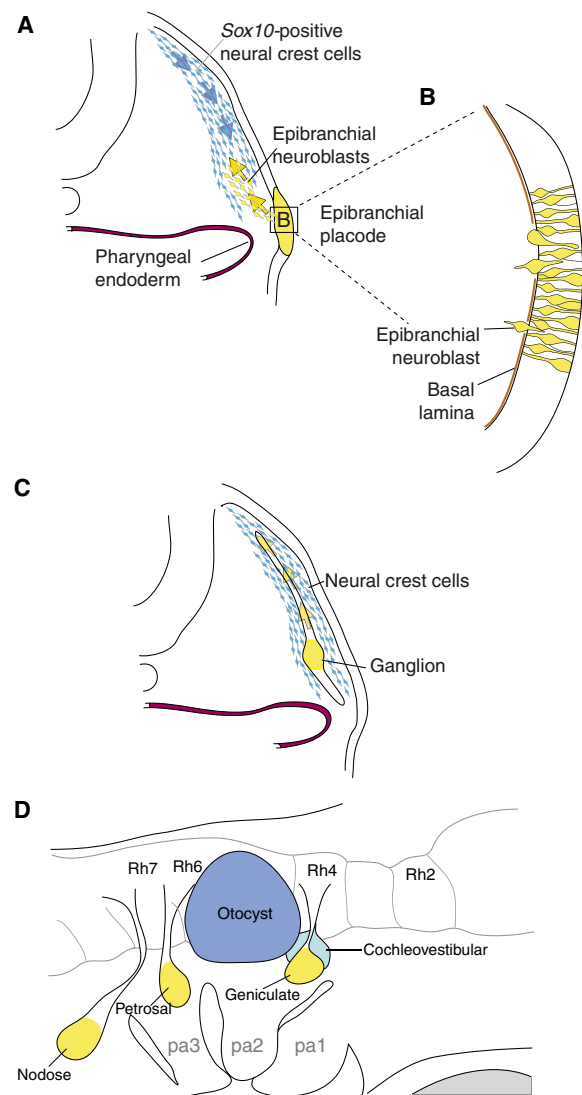 A
Sox10-positive
neural crest cells
B
Epibranchial
neuroblasts
B
Epibranchial
placode
Pharyngeal
endoderm
Epibranchial
neuroblast
Basal
lamina
C
Neural crest cells
Ganglion
D
Rh7
Rh6
Rh4
Rh2
Otocyst
Cochleovestibular
Geniculate
Petrosal
pa3
pa2
pa1
Nodose